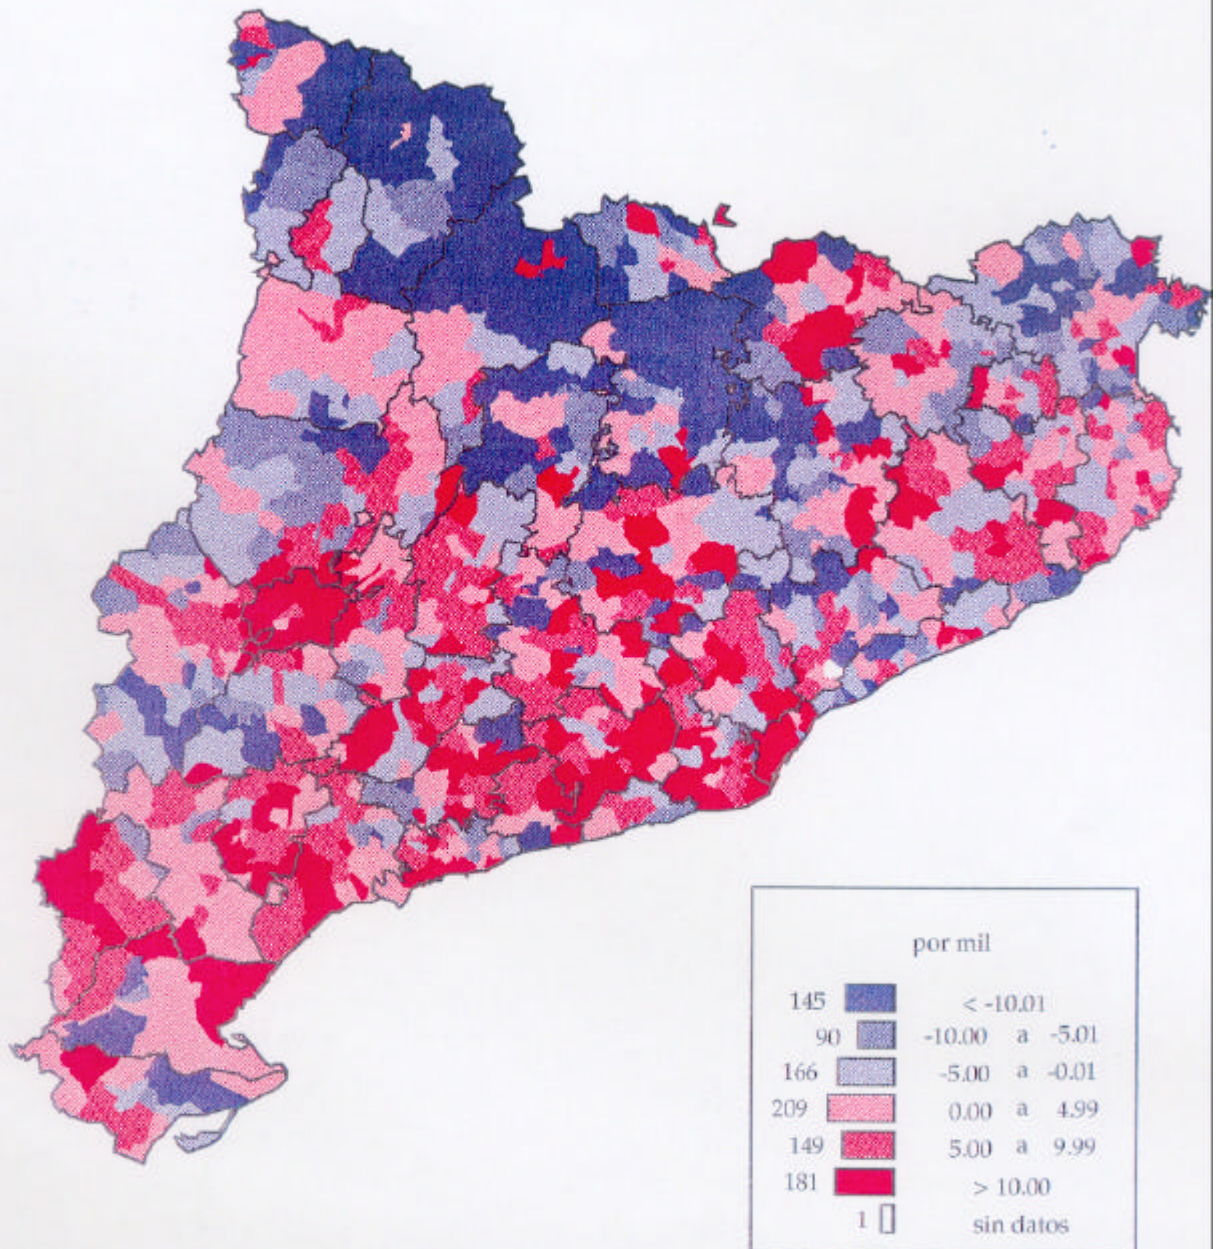 por mil
145 < -10.01
90 -10.00 a -5.01
166 -5.00 a -0.01
209 0.00 a 4.99
149 5.00 a 9.99
181 > 10.00
1 sin datos